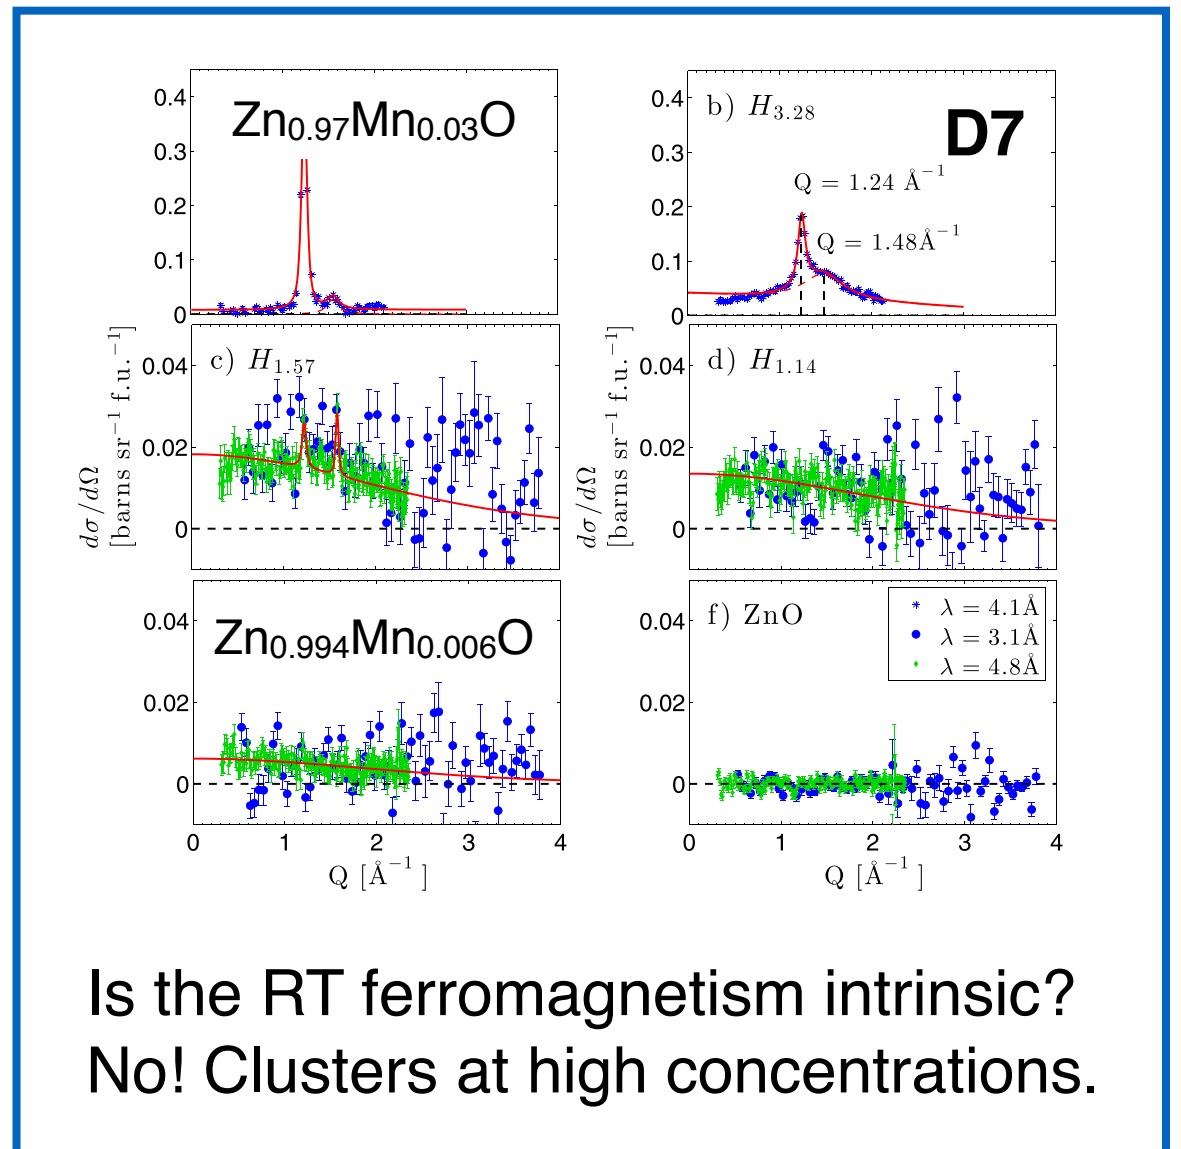 Zn0.97Mn0.03O
0.4
0.3
0.2
0.1
0
b) H3.28
D7
Q = 1.24 Å−1
Q = 1.48Å−1
0.4
0.3
0.2
0.1
0
c) H1.57
dσ/dΩ
[barns sr−1 f.u.−1]
0.04
0.02
0
d) H1.14
dσ/dΩ
[barns sr−1 f.u.−1]
0.04
0.02
0
Zn0.994Mn0.006O
0.04
0.02
0
0 1 2 3 4
Q [Å−1 ]
f) ZnO
λ = 4.1Å
λ = 3.1Å
λ = 4.8Å
0.04
0.02
0
0 1 2 3 4
Q [Å−1 ]
Is the RT ferromagnetism intrinsic?
No! Clusters at high concentrations.